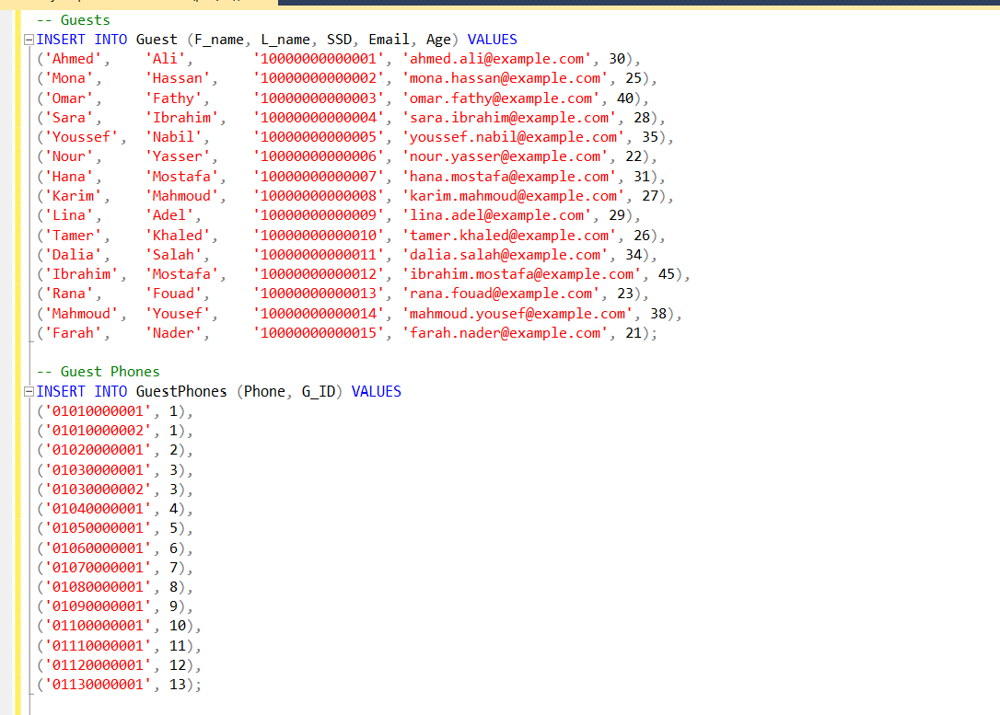 -- Guests
INSERT INTO Guest (F_name, L_name, SSD, Email, Age) VALUES
('Ahmed',    'Ali',       '10000000000001', 'ahmed.ali@example.com', 30),
('Mona',     'Hassan',    '10000000000002', 'mona.hassan@example.com', 25),
('Omar',     'Fathy',     '10000000000003', 'omar.fathy@example.com', 40),
('Sara',     'Ibrahim',   '10000000000004', 'sara.ibrahim@example.com', 28),
('Youssef',  'Nabil',     '10000000000005', 'youssef.nabil@example.com', 35),
('Nour',     'Yasser',    '10000000000006', 'nour.yasser@example.com', 22),
('Hana',     'Mostafa',   '10000000000007', 'hana.mostafa@example.com', 31),
('Karim',    'Mahmoud',   '10000000000008', 'karim.mahmoud@example.com', 27),
('Lina',     'Adel',      '10000000000009', 'lina.adel@example.com', 29),
('Tamer',    'Khaled',    '10000000000010', 'tamer.khaled@example.com', 26),
('Dalia',    'Salah',     '10000000000011', 'dalia.salah@example.com', 34),
('Ibrahim',  'Mostafa',   '10000000000012', 'ibrahim.mostafa@example.com', 45),
('Rana',     'Fouad',     '10000000000013', 'rana.fouad@example.com', 23),
('Mahmoud',  'Yousef',    '10000000000014', 'mahmoud.yousef@example.com', 38),
('Farah',    'Nader',     '10000000000015', 'farah.nader@example.com', 21);
-- Guest Phones
INSERT INTO GuestPhones (Phone, G_ID) VALUES
('01010000001', 1),
('01010000002', 1),
('01020000001', 2),
('01030000001', 3),
('01030000002', 3),
('01040000001', 4),
('01050000001', 5),
('01060000001', 6),
('01070000001', 7),
('01080000001', 8),
('01090000001', 9),
('01100000001', 10),
('01110000001', 11),
('01120000001', 12),
('01130000001', 13);